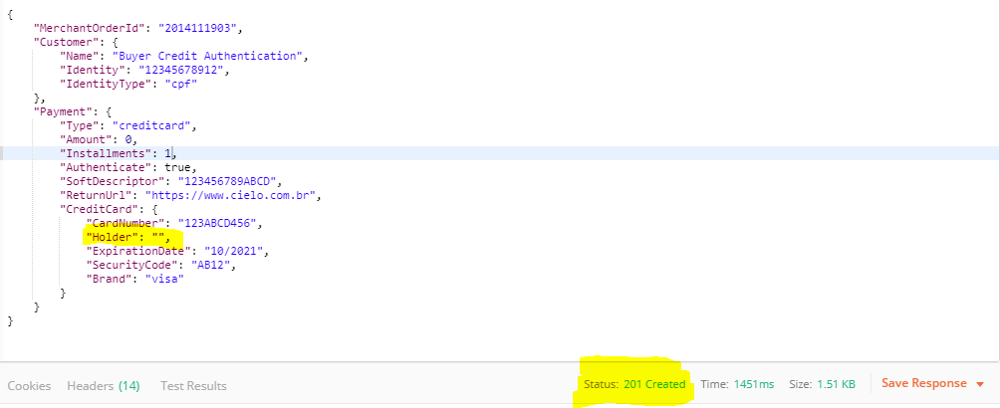 {
"MerchantOrderId": "2014111903",
"Customer": {
"Name": "Buyer Credit Authentication",
"Identity": "12345678912",
"IdentityType": "cpf"
},
"Payment": {
"Type": "creditcard",
"Amount": 0,
"Installments": 1,
"Authenticate": true,
"SoftDescriptor": "123456789ABCD",
"ReturnUrl": "https://www.cielo.com.br",
"CreditCard": {
"CardNumber": "123ABCD456",
"Holder": "",
"ExpirationDate": "10/2021",
"SecurityCode": "AB12",
"Brand": "visa"
}
}
}
Cookies Headers (14) Test Results Status: 201 Created Time: 1451ms Size: 1.51 KB Save Response